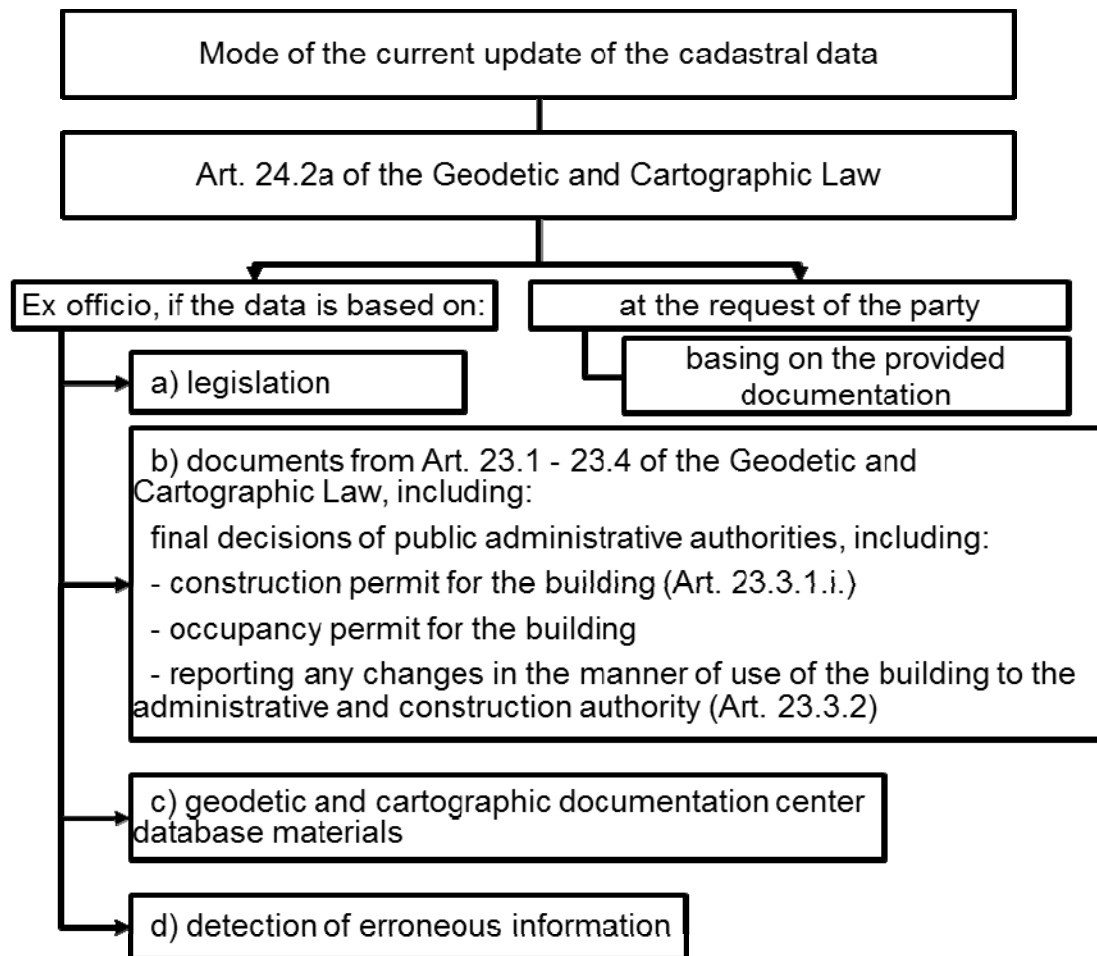 Mode of the current update of the cadastral data
Art. 24.2a of the Geodetic and Cartographic Law
Ex officio, if the data is based on:
at the request of the party
basing on the provided
documentation
a) legislation
b) documents from Art. 23.1 - 23.4 of the Geodetic and
Cartographic Law, including:
final decisions of public administrative authorities, including:
- construction permit for the building (Art. 23.3.1.i.)
- occupancy permit for the building
- reporting any changes in the manner of use of the building to the
administrative and construction authority (Art. 23.3.2)
c) geodetic and cartographic documentation center
database materials
d) detection of erroneous information